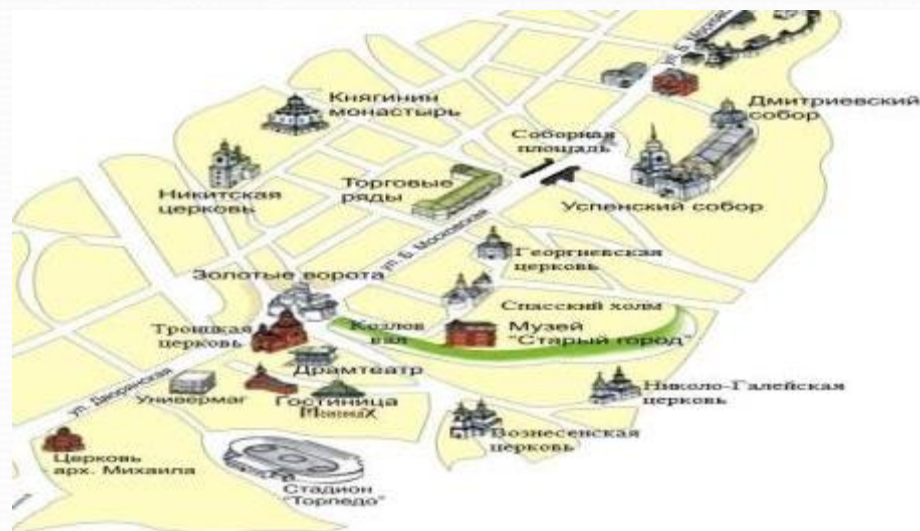 ул. Б. Московс
Княгинин
монастырь
Дмитриевский
собор
Соборная
площадь
Никитская
церковь
Торговые
ряды
Успенский собор
ул. Б. Московская
Георгиевская
церковь
Золотые ворота
Спасский холм
Троицкая
церковь
Козлов
вал
Музей
"Старый город"
Драмтеатр
ул. Дворянская
Универмаг
Гостиница
Николо-Галейская
церковь
Вознесенская
церковь
Церковь
арх. Михаила
Стадион
"Торпедо"